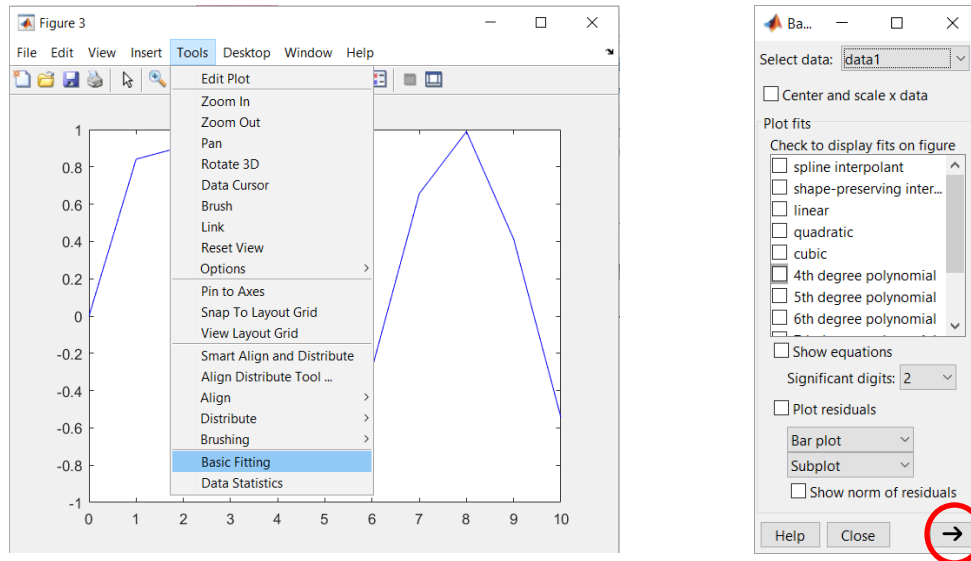 Figure 3
File Edit View Insert Tools Desktop Window Help
Edit Plot
Zoom In
Zoom Out
Pan
Rotate 3D
Data Cursor
Brush
Link
Reset View
Options
Pin to Axes
Snap To Layout Grid
View Layout Grid
Smart Align and Distribute
Align Distribute Tool ...
Align
Distribute
Brushing
Basic Fitting
Data Statistics
1
0.8
0.6
0.4
0.2
0
-0.2
-0.4
-0.6
-0.8
-1
0 1 2 3 4 5 6 7 8 9 10
Ba...
Select data: data1
Center and scale x data
Plot fits
Check to display fits on figure
spline interpolant
shape-preserving inter...
linear
quadratic
cubic
4th degree polynomial
5th degree polynomial
6th degree polynomial
Show equations
Significant digits: 2
Plot residuals
Bar plot
Subplot
Show norm of residuals
Help Close